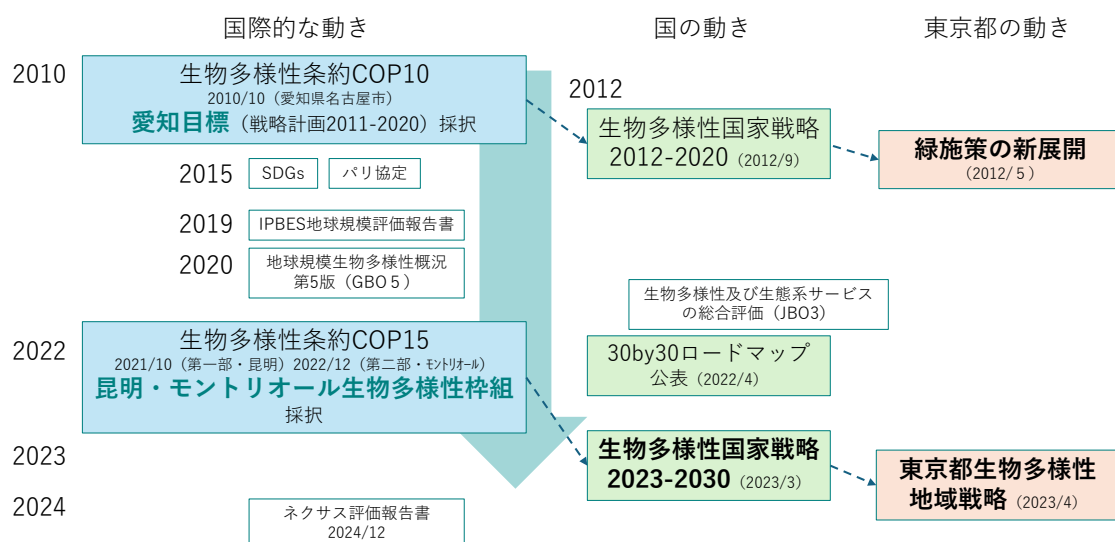 国際的な動き
国の動き
東京都の動き
2010
生物多様性条約COP10
2010/10（愛知県名古屋市）
愛知目標（戦略計画2011-2020）採択
2012
生物多様性国家戦略
2012-2020（2012/9）
緑施策の新展開
（2012/５）
2015
SDGs
パリ協定
2019
IPBES地球規模評価報告書
2020
地球規模生物多様性概況
第5版（GBO５）
生物多様性及び生態系サービス
の総合評価（JBO3）
2022
生物多様性条約COP15
2021/10（第一部・昆明）2022/12（第二部・ﾓﾝﾄﾘｵｰﾙ）
昆明・モントリオール生物多様性枠組
採択
30by30ロードマップ
公表（2022/4）
2023
生物多様性国家戦略
2023-2030（2023/3）
東京都生物多様性
地域戦略（2023/4）
2024
ネクサス評価報告書
2024/12